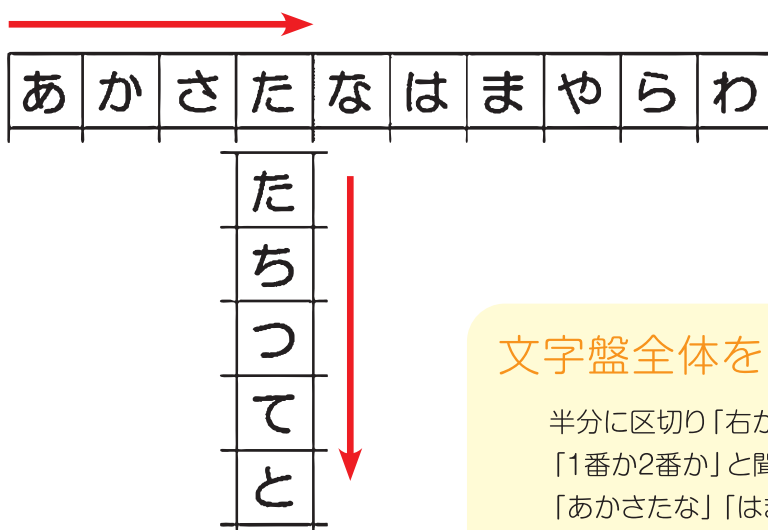 あかさたなはまやらわ
た
ち
つ
て
と
文字盤全体を
半分に区切り「右か
「1番か2番か」と聞
「あかさたな」「はま